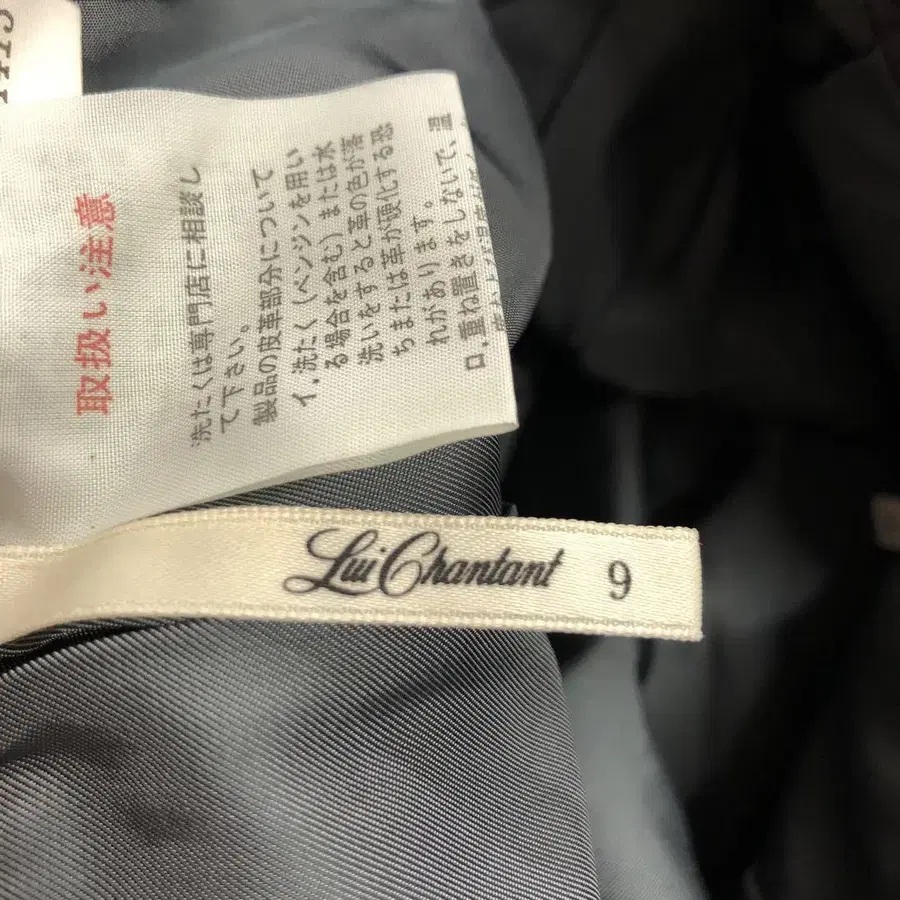 取扱い注意
洗たくは専門店に相談し
て下さい。
製品の皮革部分について
イ.洗たく(ベンジンを用い
る場合を含む)または水
洗いをすると革の色が落
ちまたは革が硬化する恐
れがあります。
ロ.重ね置きをしないで、湿
Lui Chantant 9